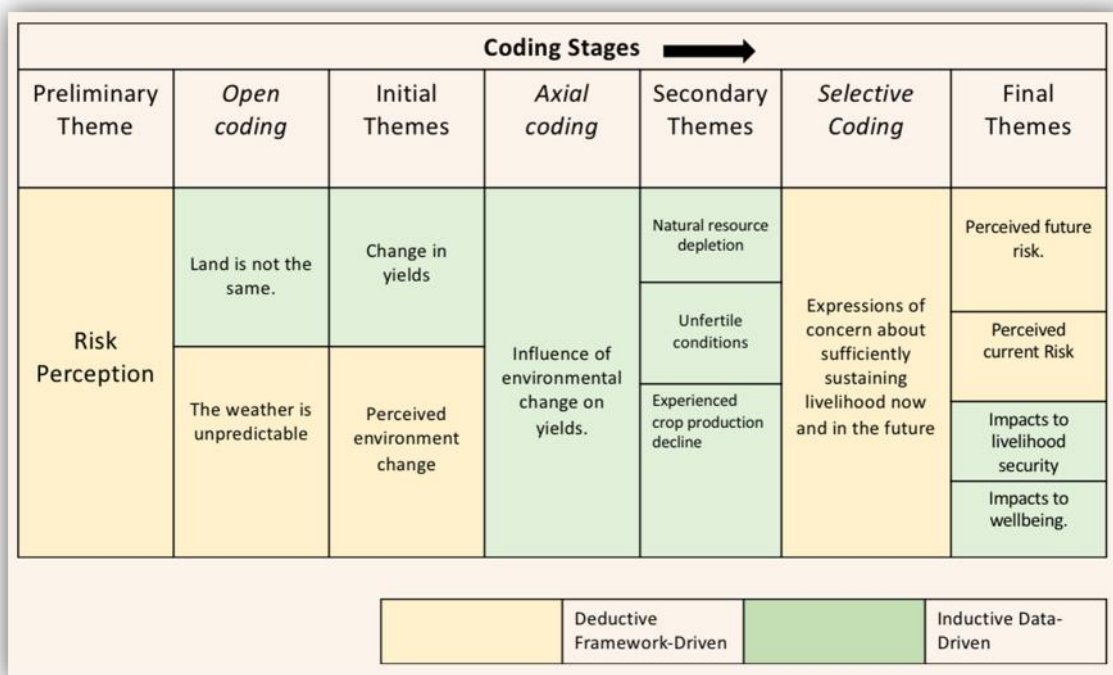 Coding Stages
Preliminary
Theme
Open
coding
Initial
Themes
Axial
coding
Secondary
Themes
Selective
Coding
Final
Themes
Risk
Perception
Land is not the
same.
The weather is
unpredictable
Change in
yields
Perceived
environment
change
Influence of
environmental
change on
yields.
Natural resource
depletion
Unfertile
conditions
Experienced
crop production
decline
Expressions of
concern about
sufficiently
sustaining
livelihood now
and in the future
Perceived future
risk.
Perceived
current Risk
Impacts to
livelihood
security
Impacts to
wellbeing.
Deductive
Framework-Driven
Inductive Data-
Driven